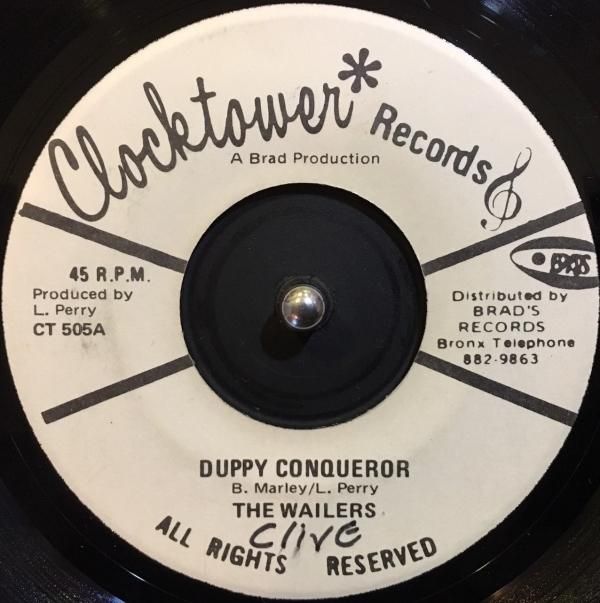 Clocktower* Records
A Brad Production
45 R.P.M.
Produced by
L. Perry
CT 505A
BRADS
Distributed by
BRAD'S
RECORDS
Bronx Telephone
882-9863
DUPPY CONQUEROR
B. Marley/L. Perry
THE WAILERS
Clive
ALL RIGHTS RESERVED